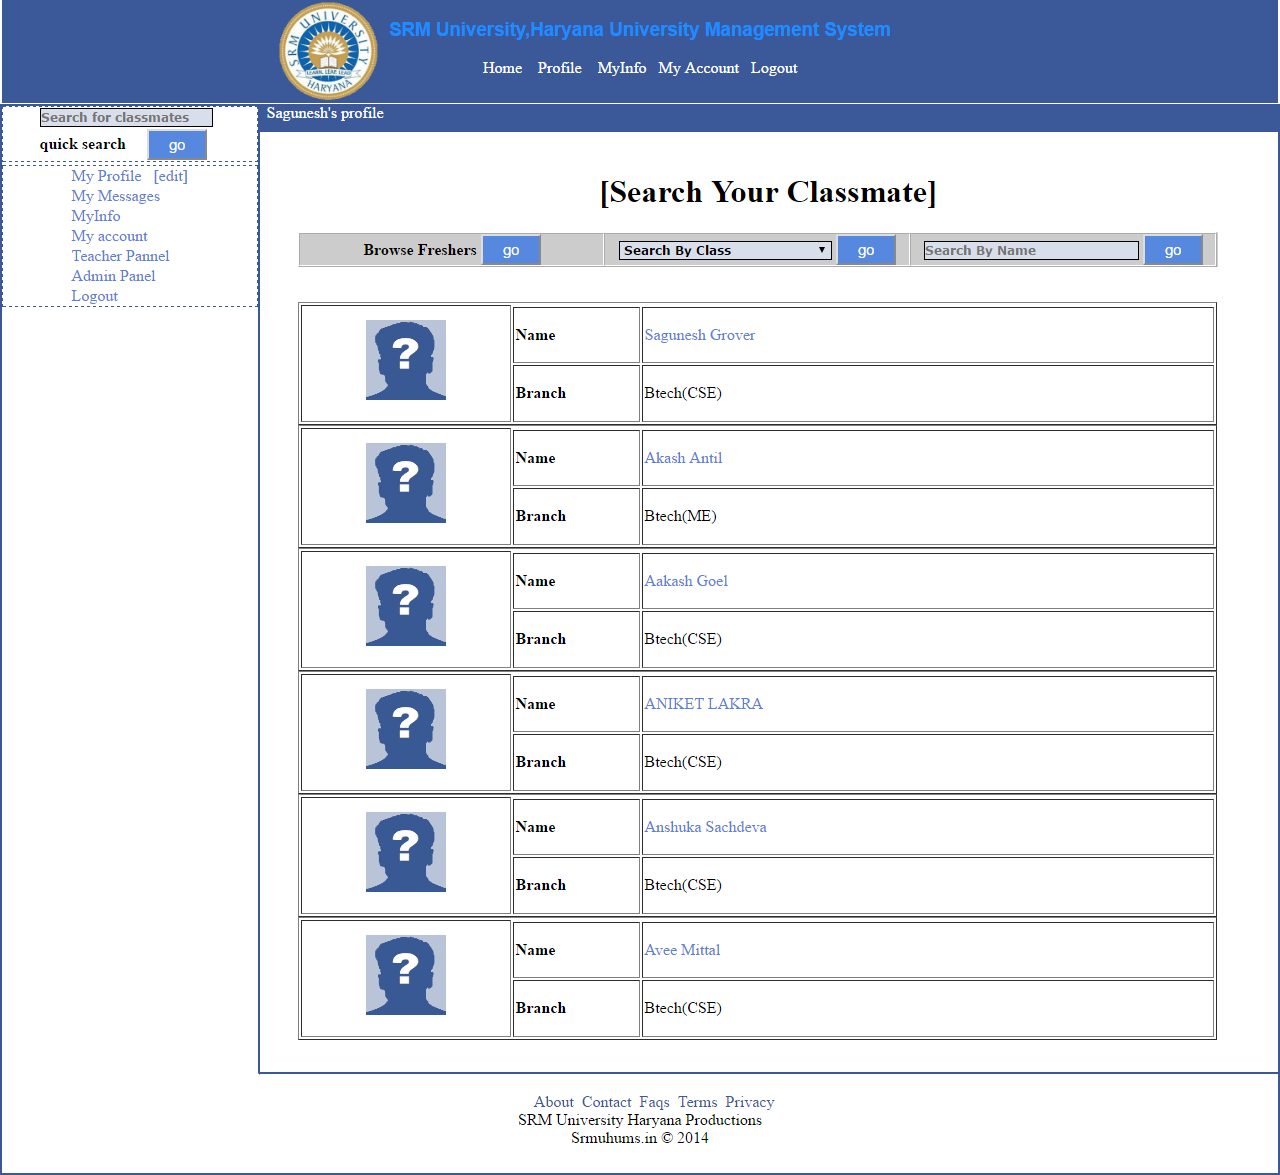 SRM UNIVERSITY
LEARN, LEAP, LEAD
HARYANA
SRM University,Haryana University Management System
Home Profile MyInfo My Account Logout
Search for classmates
quick search go
My Profile [edit]
My Messages
MyInfo
My account
Teacher Pannel
Admin Panel
Logout
Sagunesh's profile
[Search Your Classmate]
Browse Freshers go Search By Class go Search By Name go
?
Name Sagunesh Grover
Branch Btech(CSE)
?
Name Akash Antil
Branch Btech(ME)
?
Name Aakash Goel
Branch Btech(CSE)
?
Name ANIKET LAKRA
Branch Btech(CSE)
?
Name Anshuka Sachdeva
Branch Btech(CSE)
?
Name Avee Mittal
Branch Btech(CSE)
About Contact Faqs Terms Privacy
SRM University Haryana Productions
Srmuhums.in © 2014